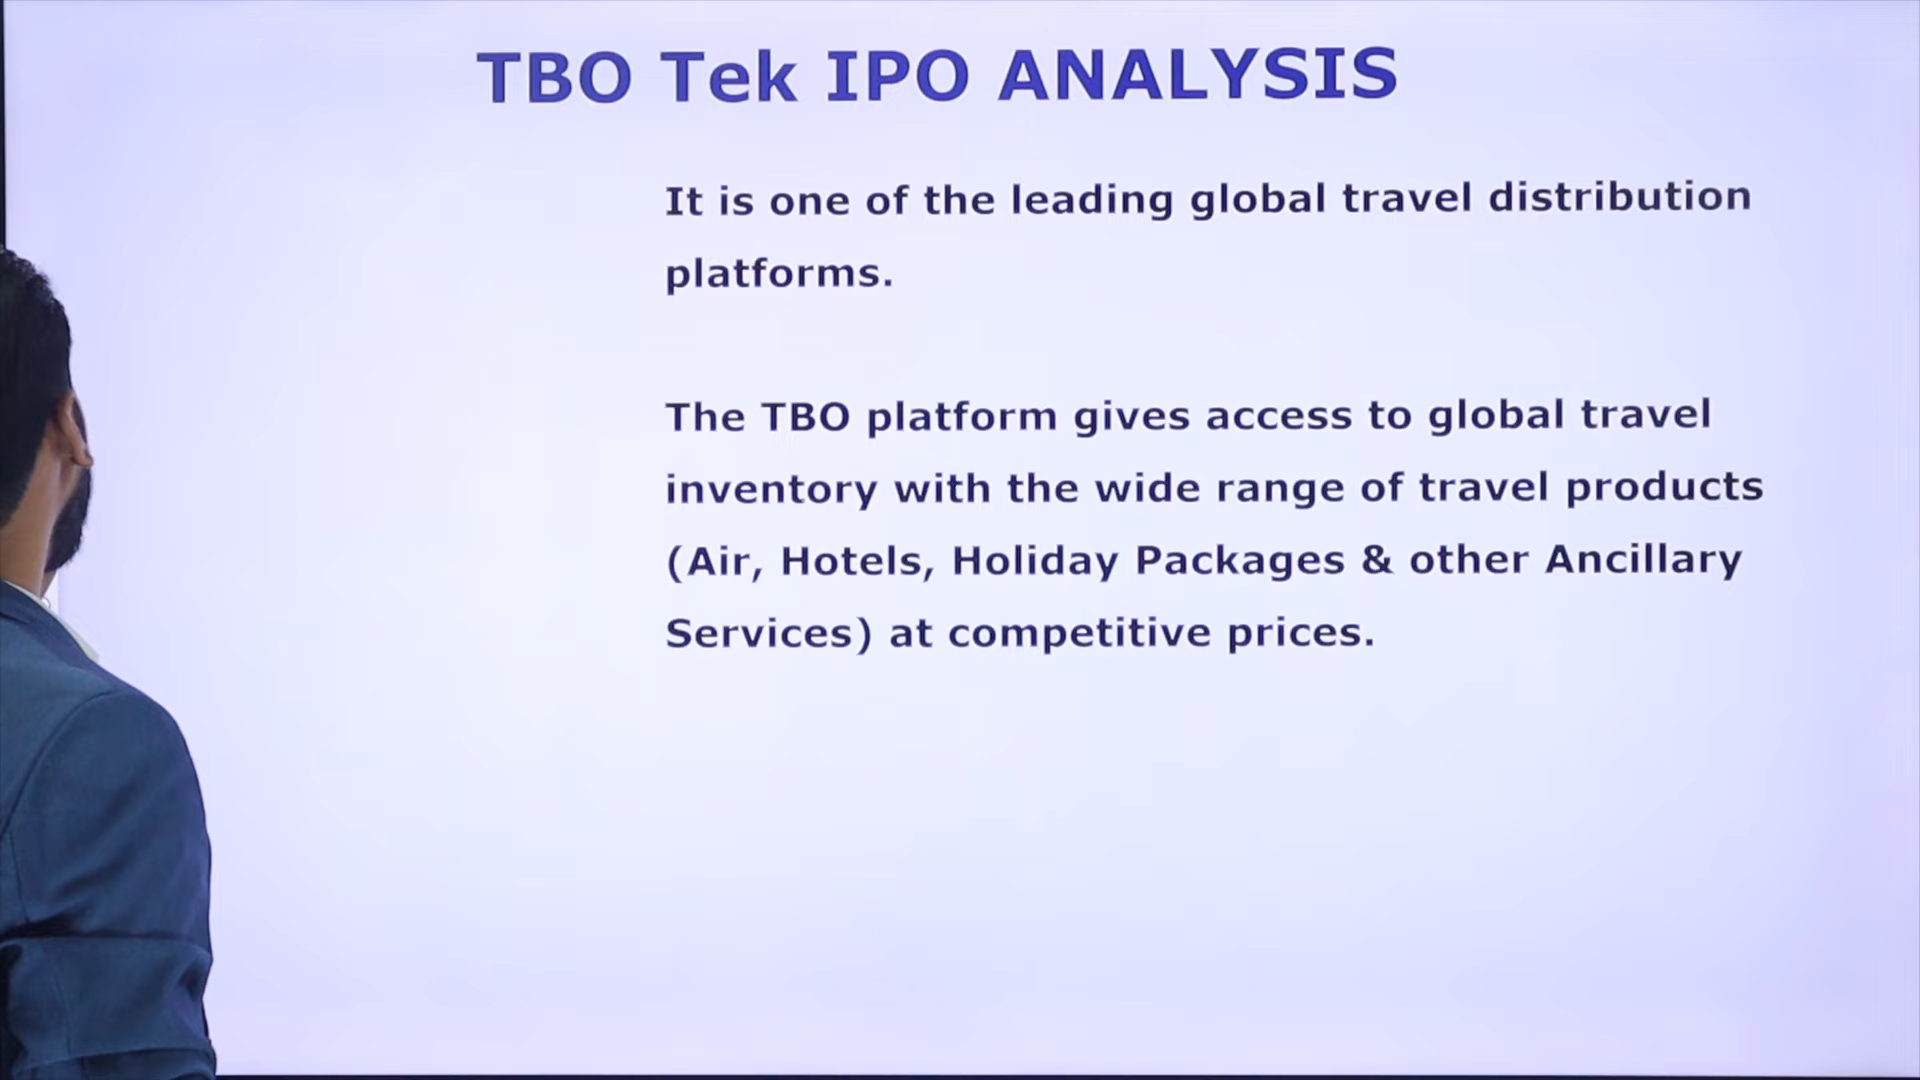 TBO Tek IPO ANALYSIS
It is one of the leading global travel distribution
platforms.
The TBO platform gives access to global travel
inventory with the wide range of travel products
(Air, Hotels, Holiday Packages & other Ancillary
Services) at competitive prices.